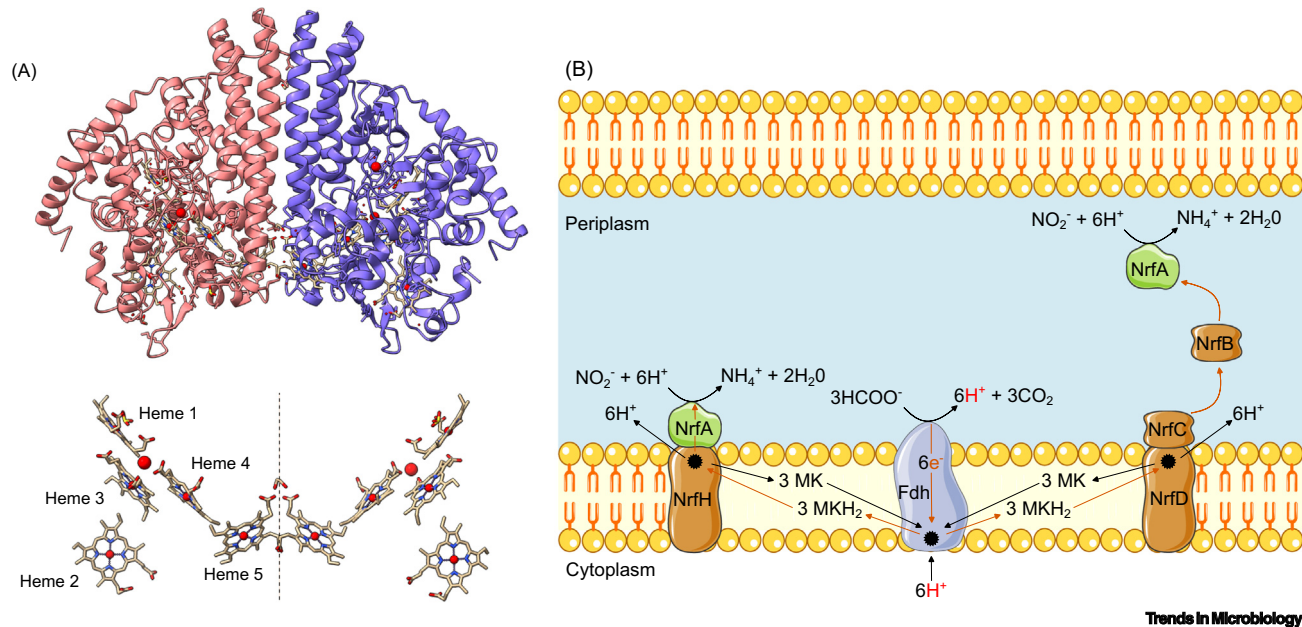 (A)
Heme 1
Heme 4
Heme 3
Heme 2
Heme 5
(B)
Periplasm
NO₂⁻ + 6H⁺
NH₄⁺ + 2H₂0
NrfA
NrfB
NO₂⁻ + 6H⁺
NH₄⁺ + 2H₂0
3HCOO⁻
6H⁺ + 3CO₂
6H⁺
NrfA
NrfC
6H⁺
6e⁻
3 MK
Fdh
3 MK
NrfH
3 MKH₂
3 MKH₂
NrfD
Cytoplasm
6H⁺
Trends in Microbiology